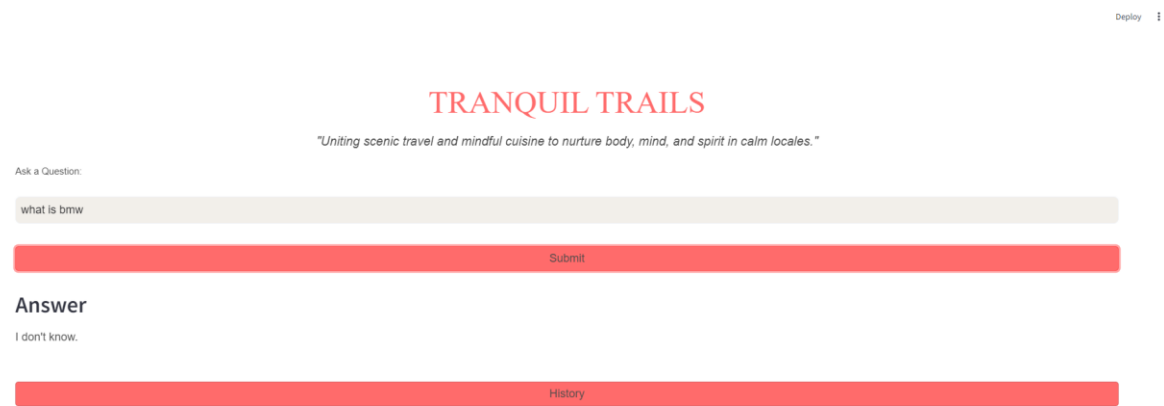 Deploy
TRANQUIL TRAILS
"Uniting scenic travel and mindful cuisine to nurture body, mind, and spirit in calm locales."
Ask a Question:
what is bmw
Submit
Answer
I don't know.
History